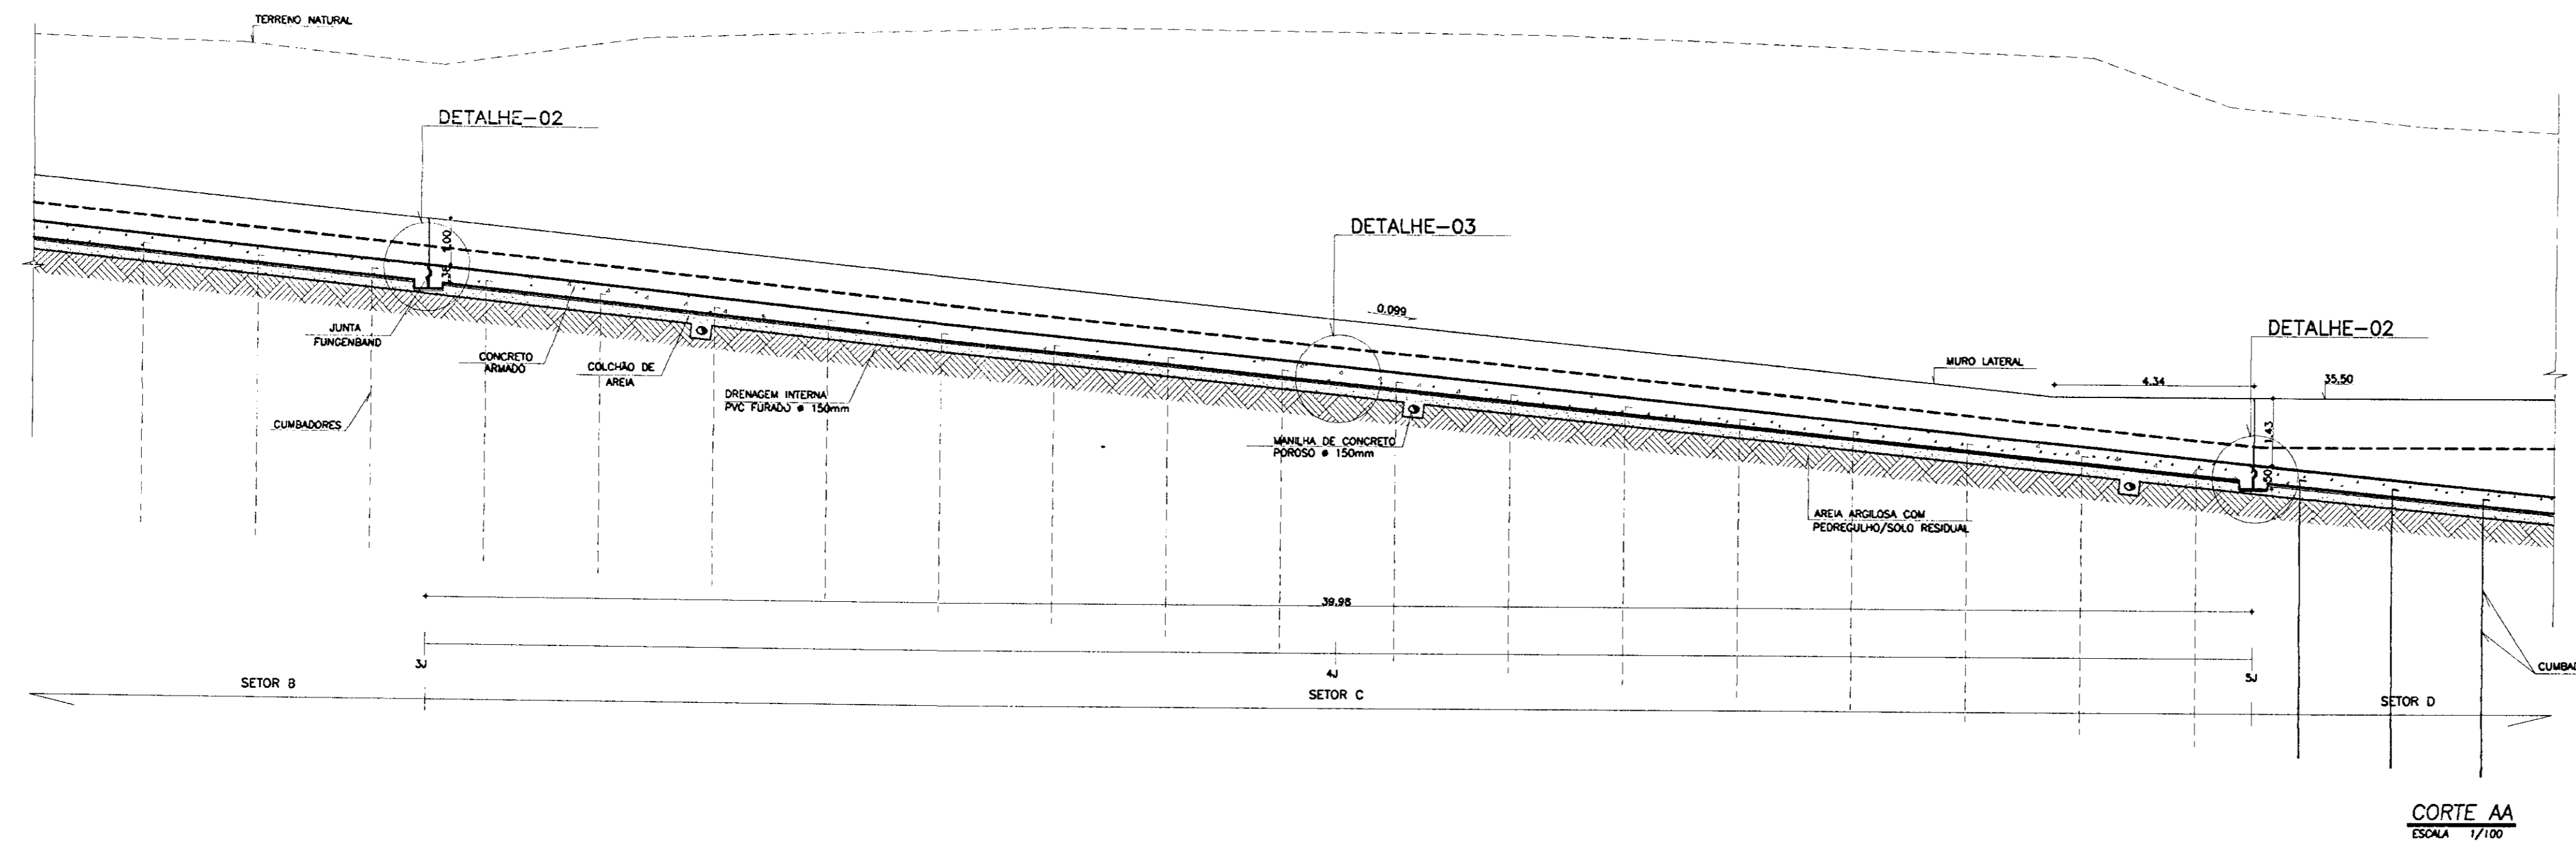 TERRENO NATURAL
DETALHE-02
1.00
.38
DETALHE-03
0.099
DETALHE-02
JUNTA
FUNGENBAND
CONCRETO
ARMADO
COLCHÃO DE
AREIA
MURO LATERAL
4.34
35.50
DRENAGEM INTERNA
PVC FURADO ø 150mm
CUMBADORES
MANILHA DE CONCRETO
POROSO ø 150mm
1.43
.50
AREIA ARGILOSA COM
PEDREGULHO/SOLO RESIDUAL
39.98
3J
4J
5J
SETOR B
SETOR C
SETOR D
CUMBAD
CORTE AA
ESCALA 1/100